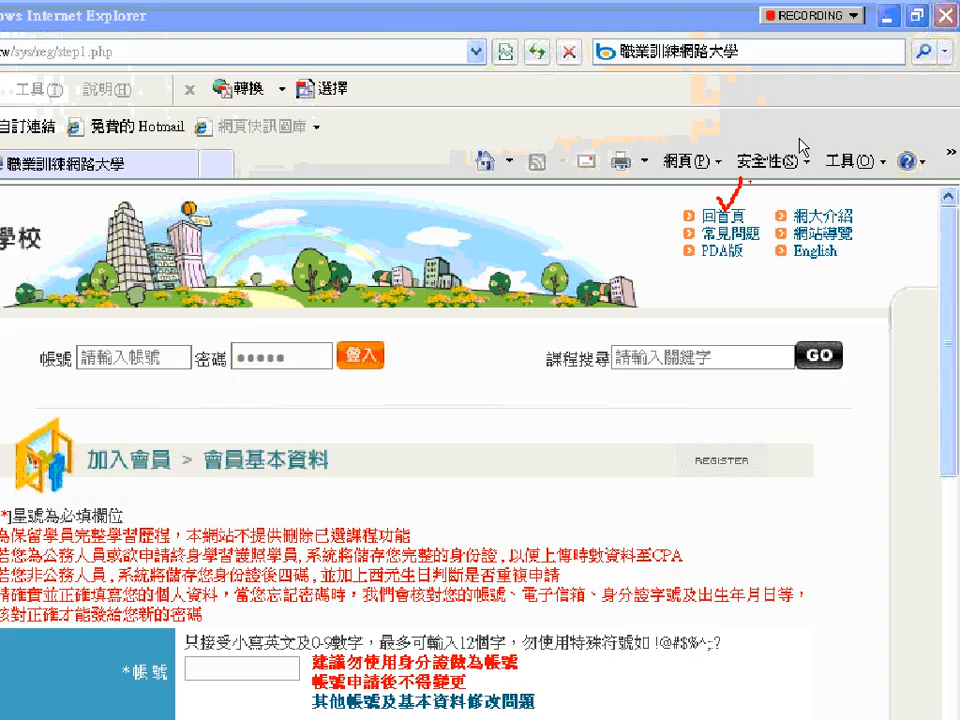 ows Internet Explorer
RECORDING
w/sys/reg/step1.php
職業訓練網路大學
工具(T) 說明(H) x 轉換 選擇
自訂連結 免費的 Hotmail 網頁快訊圖庫
職業訓練網路大學
網頁(P) 安全性(S) 工具(O) »
學校
回首頁 網大介紹
常見問題 網站導覽
PDA版 English
帳號 請輸入帳號 密碼 ●●●●● 登入 課程搜尋 請輸入關鍵字 GO
加入會員 > 會員基本資料 REGISTER
*]星號為必填欄位
為保留學員完整學習歷程，本網站不提供刪除已選課程功能
若您為公務人員或欲申請終身學習護照學員,系統將儲存您完整的身份證,以便上傳時數資料至CPA
若您非公務人員,系統將儲存您身份證後四碼,並加上西元生日判斷是否重複申請
請確實並正確填寫您的個人資料，當您忘記密碼時，我們會核對您的帳號、電子信箱、身分證字號及出生年月日等，
核對正確才能發給您新的密碼
只接受小寫英文及0-9數字，最多可輸入12個字，勿使用特殊符號如 !@#$%^;:?
*帳號
建議勿使用身分證做為帳號
帳號申請後不得變更
其他帳號及基本資料修改問題